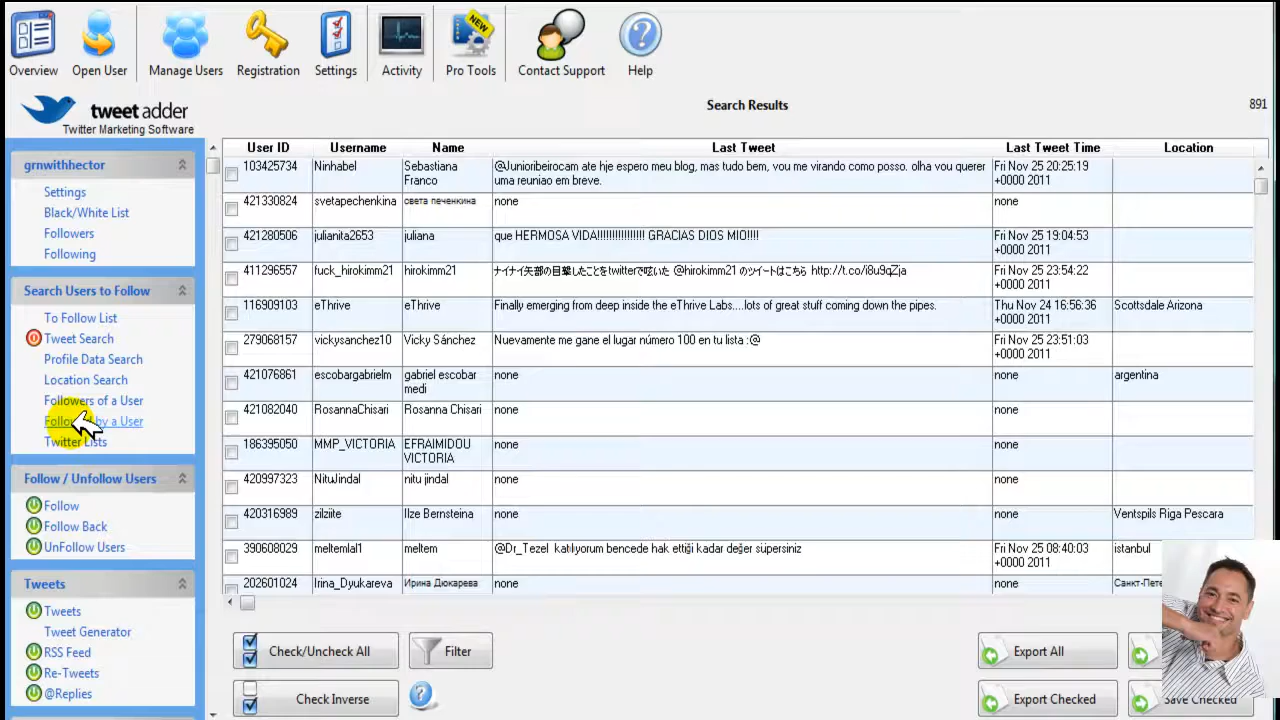 NEW
Overview Open User Manage Users Registration Settings Activity Pro Tools Contact Support Help
tweet adder
Twitter Marketing Software
Search Results
891
grnwithhector
Settings
Black/White List
Followers
Following
Search Users to Follow
To Follow List
Tweet Search
Profile Data Search
Location Search
Followers of a User
by a User
Twitter Lists
Follow / Unfollow Users
Follow
Follow Back
UnFollow Users
Tweets
Tweets
Tweet Generator
RSS Feed
Re-Tweets
@Replies
User ID Username Name Last Tweet Last Tweet Time Location
103425734 Ninhabel Sebastiana @Junioribeirocam ate hje espero meu blog, mas tudo bem, vou me virando como posso. olha vou querer Fri Nov 25 20:25:19
Franco uma reuniao em breve. +0000 2011
421330824 svetapechenkina света печенкина none none
421280506 julianita2653 juliana que HERMOSA VIDA!!!!!!!!!!!!!!!! GRACIAS DIOS MIO!!!! Fri Nov 25 19:04:53
+0000 2011
411296557 fuck_hirokimm21 hirokimm21 ナイナイ矢部の目撃したことをtwitterで呟いた @hirokimm21 のツイートはこちら http://t.co/i8u9qZja Fri Nov 25 23:54:22
+0000 2011
116909103 eThrive eThrive Finally emerging from deep inside the eThrive Labs....lots of great stuff coming down the pipes. Thu Nov 24 16:56:36 Scottsdale Arizona
+0000 2011
279068157 vickysanchez10 Vicky Sánchez Nuevamente me gane el lugar número 100 en tu lista :@ Fri Nov 25 23:51:03
+0000 2011
421076861 escobargabrielm gabriel escobar none none argentina
medi
421082040 RosannaChisari Rosanna Chisari none none
186395050 MMP_VICTORIA EFRAIMIDOU none none
VICTORIA
420997323 NituJindal nitu jindal none none
420316989 zilziite Ilze Bernsteina none none Ventspils Riga Pescara
390608029 meltemlal1 meltem @Dr_Tezel katılıyorum bencede hak ettiği kadar değer süpersiniz Fri Nov 25 08:40:03 istanbul
+0000 2011
202601024 Irina_Dyukareva Ирина Дюкарева none none Санкт-Пете
Check/Uncheck All Filter Export All
Check Inverse Export Checked Save Checked